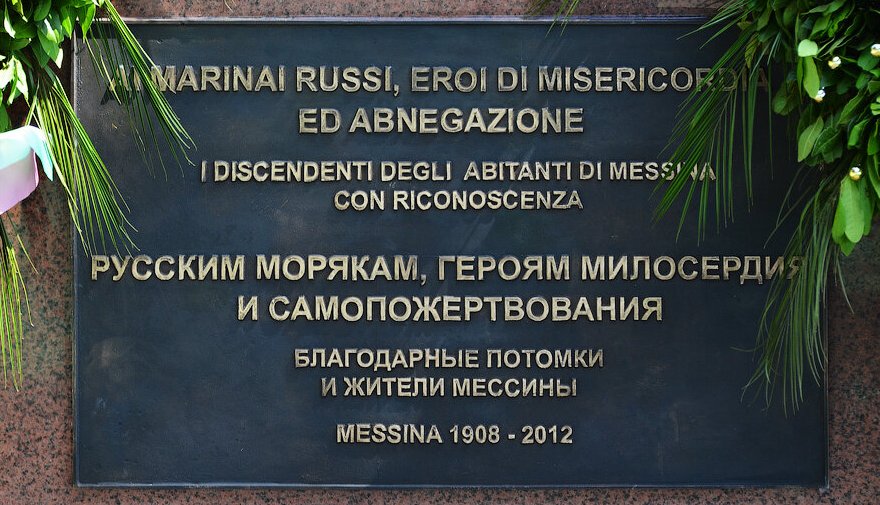 AI MARINAI RUSSI, EROI DI MISERICORDIA
ED ABNEGAZIONE
I DISCENDENTI DEGLI ABITANTI DI MESSINA
CON RICONOSCENZA
РУССКИМ МОРЯКАМ, ГЕРОЯМ МИЛОСЕРДИЯ
И САМОПОЖЕРТВОВАНИЯ
БЛАГОДАРНЫЕ ПОТОМКИ
И ЖИТЕЛИ МЕССИНЫ
MESSINA 1908 - 2012